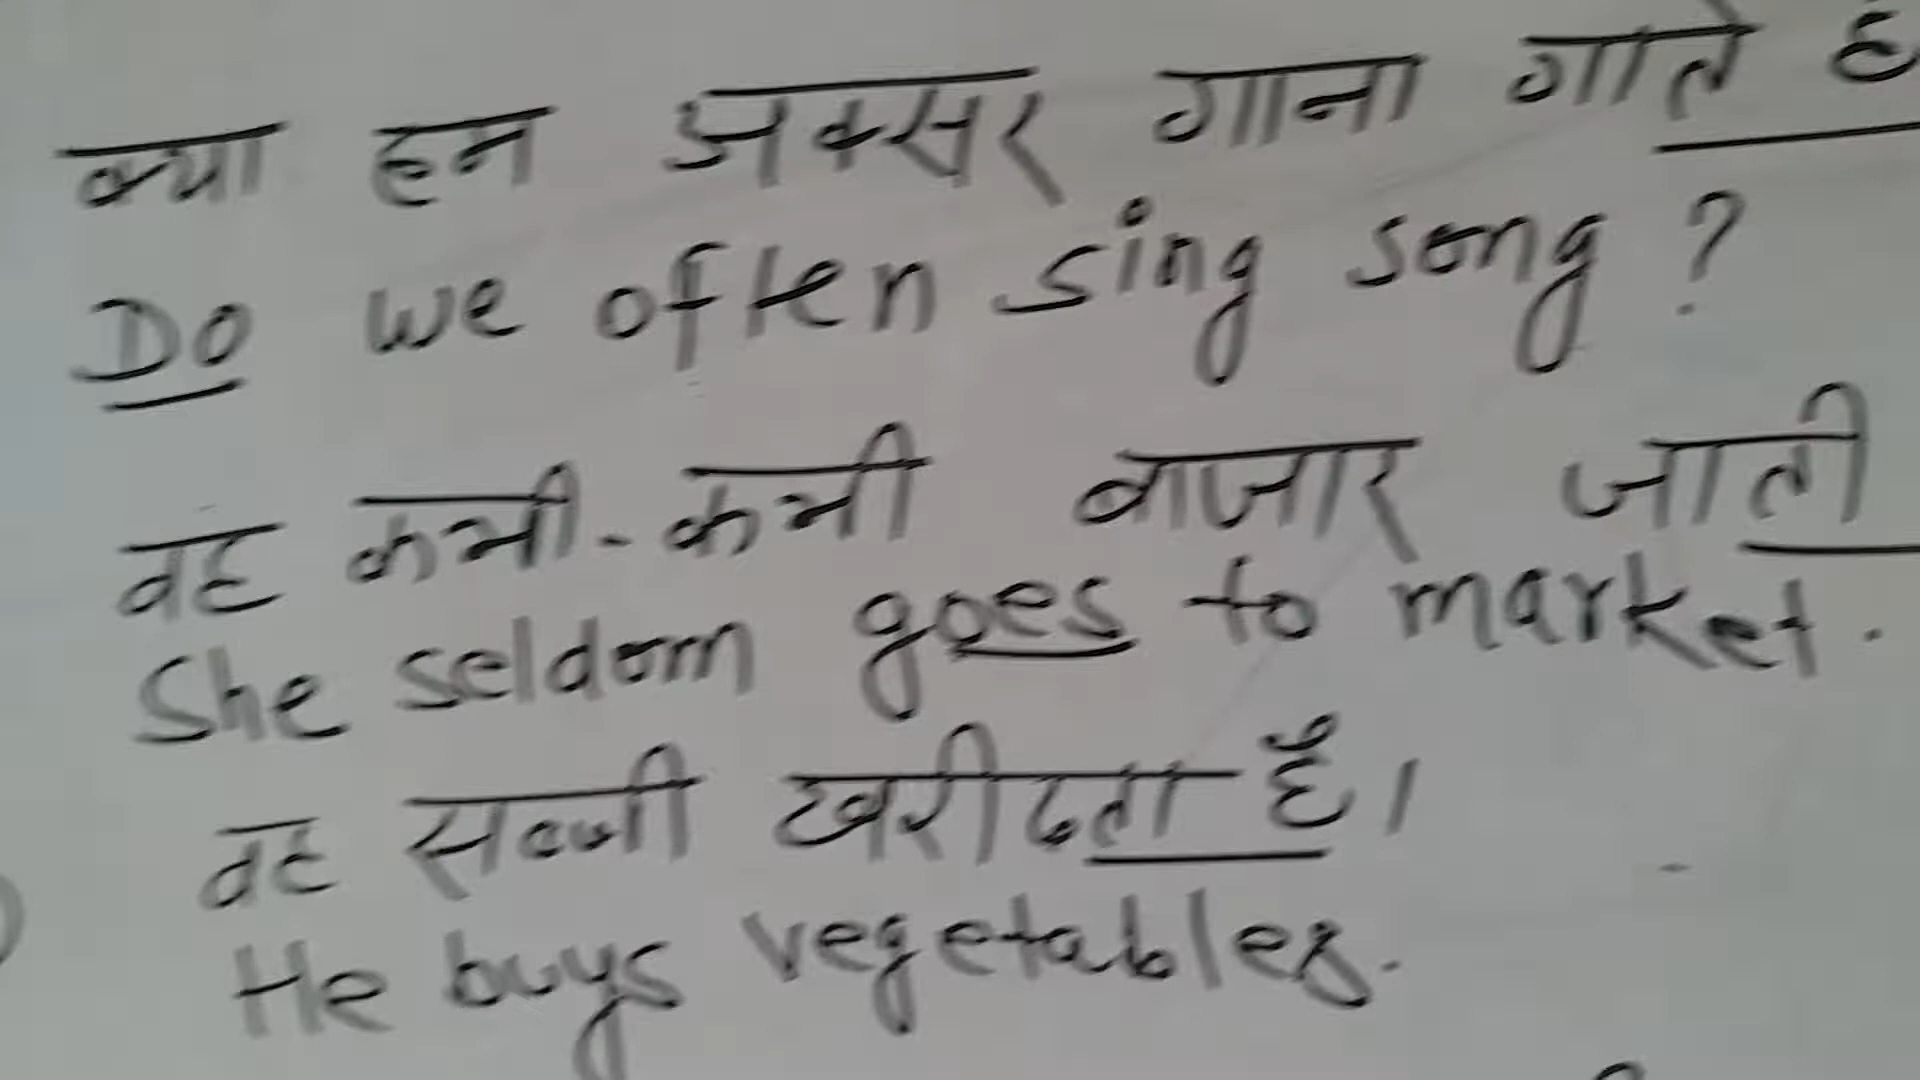 क्या हम अक्सर गाना गाते
Do we often sing song ?
वह कभी-कभी बाजार जाती
She seldom goes to market.
वह सब्जी खरीदता है।
He buys vegetables.